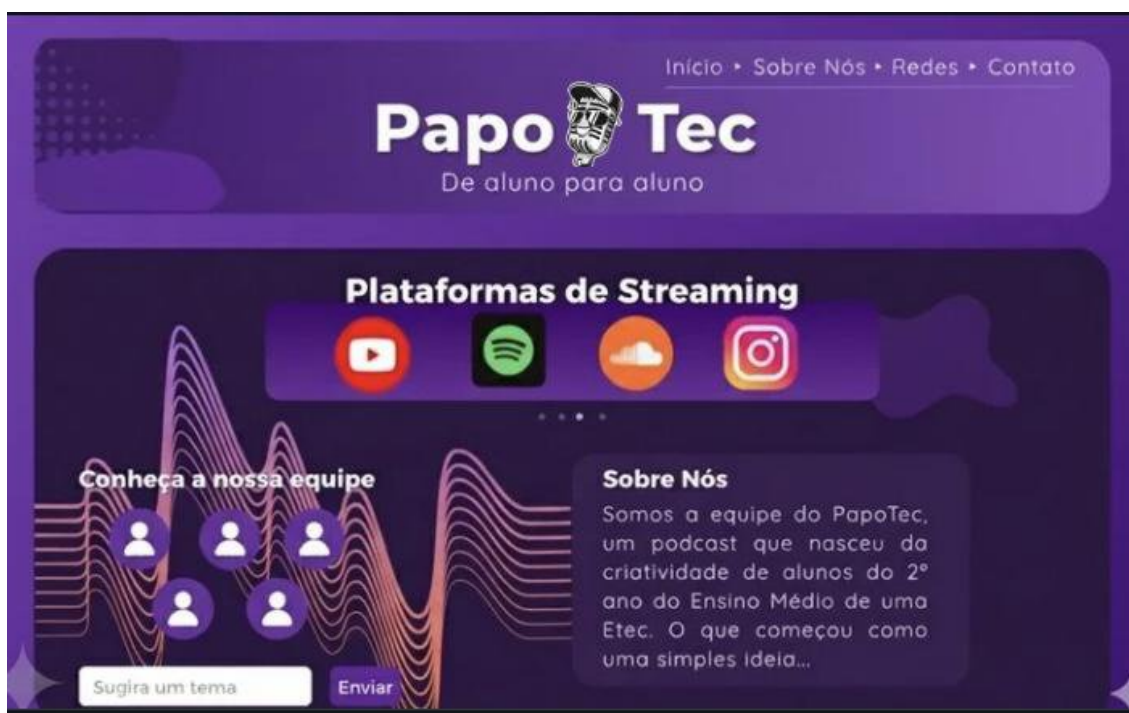 Início ‣ Sobre Nós ‣ Redes ‣ Contato
Papo Tec
De aluno para aluno
Plataformas de Streaming
Conheça a nossa equipe
Sugira um tema
Enviar
Sobre Nós
Somos a equipe do PapoTec,
um podcast que nasceu da
criatividade de alunos do 2º
ano do Ensino Médio de uma
Etec. O que começou como
uma simples ideia...